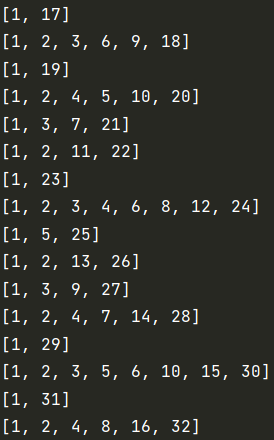 [1, 17]
[1, 2, 3, 6, 9, 18]
[1, 19]
[1, 2, 4, 5, 10, 20]
[1, 3, 7, 21]
[1, 2, 11, 22]
[1, 23]
[1, 2, 3, 4, 6, 8, 12, 24]
[1, 5, 25]
[1, 2, 13, 26]
[1, 3, 9, 27]
[1, 2, 4, 7, 14, 28]
[1, 29]
[1, 2, 3, 5, 6, 10, 15, 30]
[1, 31]
[1, 2, 4, 8, 16, 32]